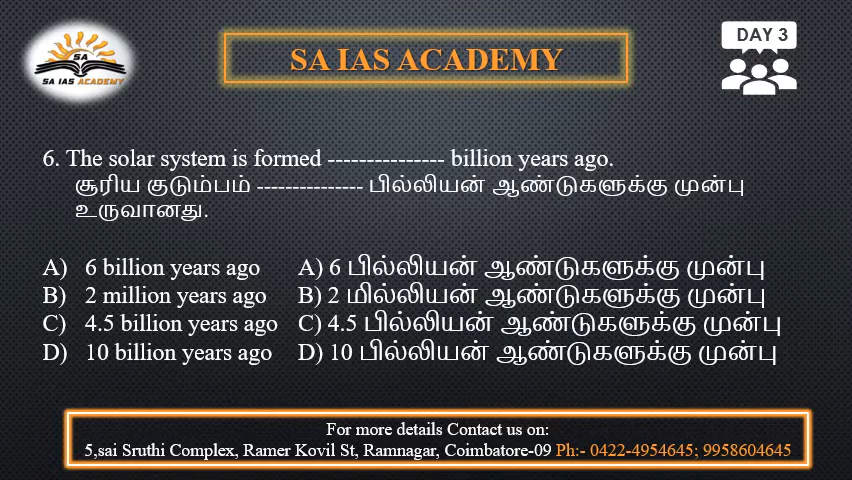 SA
SA IAS ACADEMY
SA IAS ACADEMY
DAY 3
6. The solar system is formed --------------- billion years ago.
சூரிய குடும்பம் --------------- பில்லியன் ஆண்டுகளுக்கு முன்பு
உருவானது.
A) 6 billion years ago A) 6 பில்லியன் ஆண்டுகளுக்கு முன்பு
B) 2 million years ago B) 2 மில்லியன் ஆண்டுகளுக்கு முன்பு
C) 4.5 billion years ago C) 4.5 பில்லியன் ஆண்டுகளுக்கு முன்பு
D) 10 billion years ago D) 10 பில்லியன் ஆண்டுகளுக்கு முன்பு
For more details Contact us on:
5,sai Sruthi Complex, Ramer Kovil St, Ramnagar, Coimbatore-09 Ph:- 0422-4954645; 9958604645